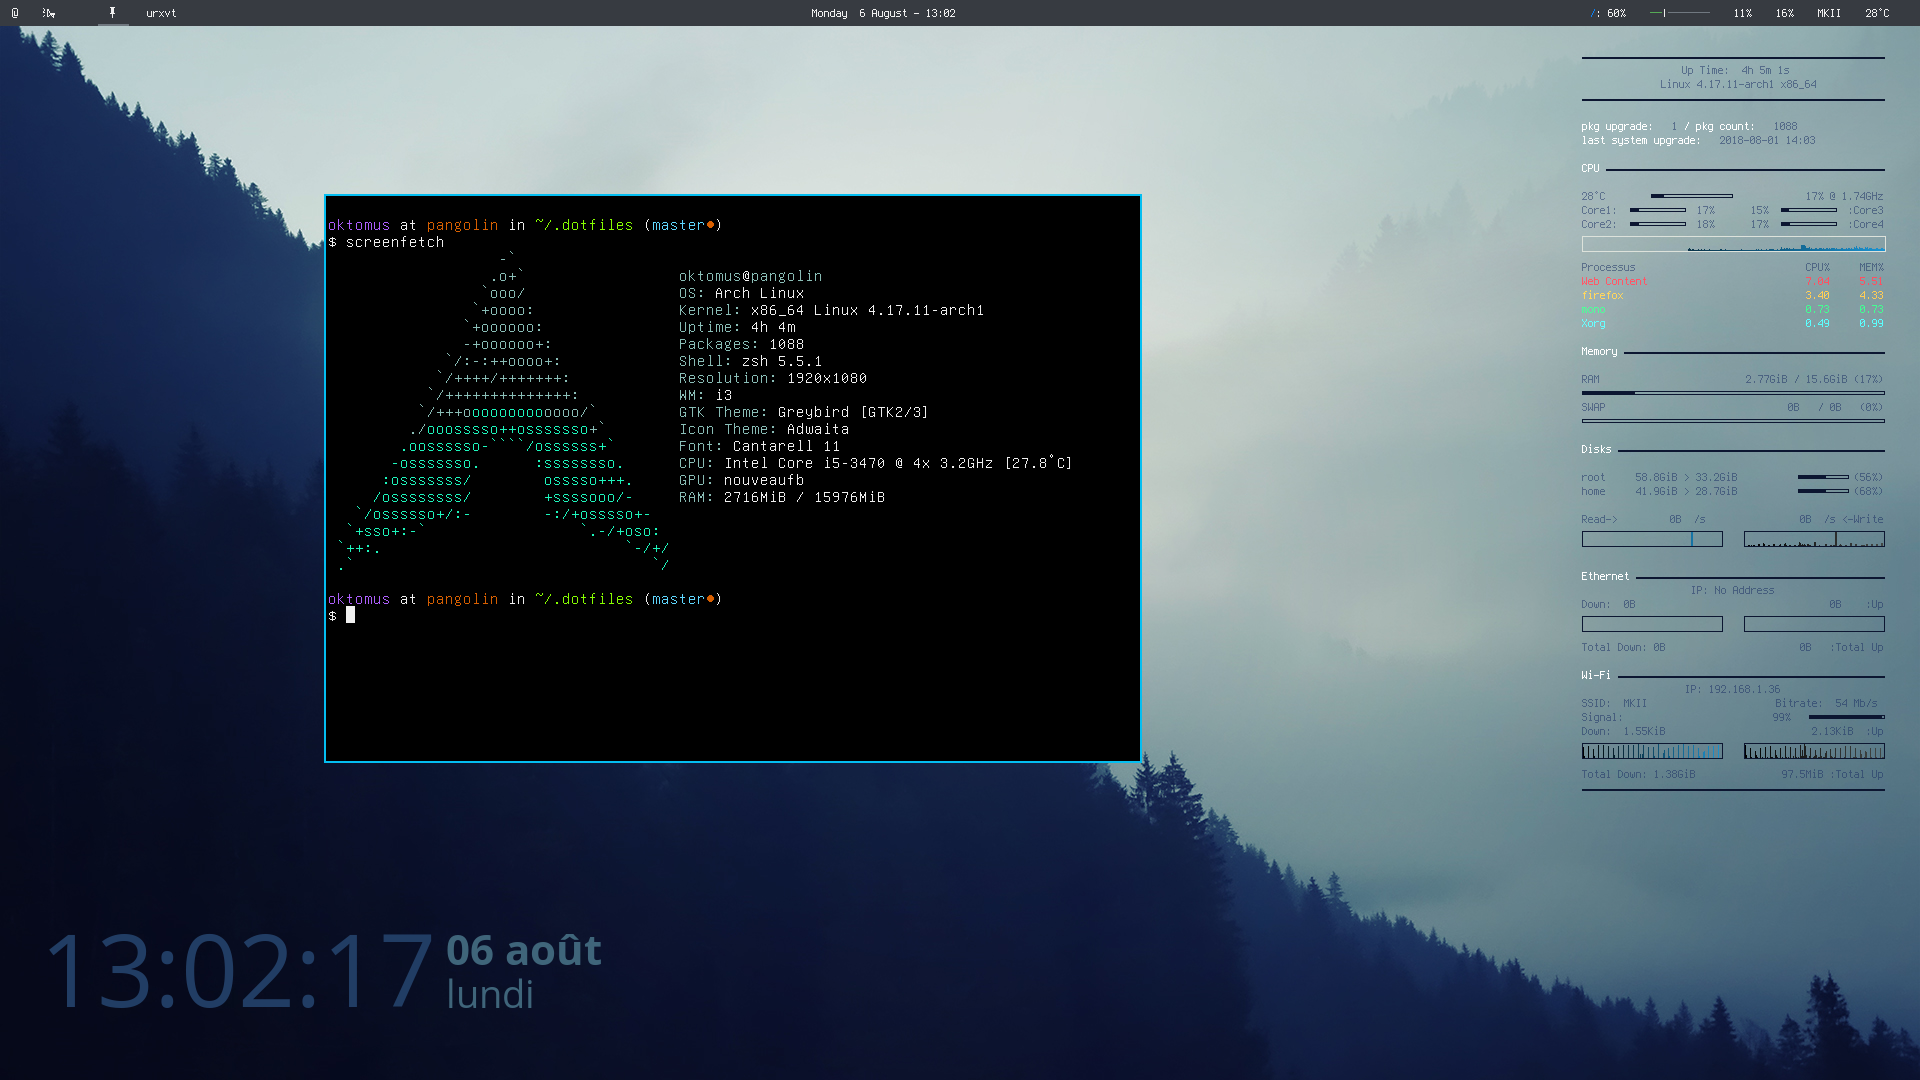 @ urxvt Monday 6 August - 13:02 /: 60% 11% 16% MKII 28°C
oktomus at pangolin in ~/.dotfiles (master●)
$ screenfetch
oktomus@pangolin
OS: Arch Linux
Kernel: x86_64 Linux 4.17.11-arch1
Uptime: 4h 4m
Packages: 1088
Shell: zsh 5.5.1
Resolution: 1920x1080
WM: i3
GTK Theme: Greybird [GTK2/3]
Icon Theme: Adwaita
Font: Cantarell 11
CPU: Intel Core i5-3470 @ 4x 3.2GHz [27.8°C]
GPU: nouveaufb
RAM: 2716MiB / 15976MiB
oktomus at pangolin in ~/.dotfiles (master●)
$
Up Time: 4h 5m 1s
Linux 4.17.11-arch1 x86_64
pkg upgrade: 1 / pkg count: 1088
last system upgrade: 2018-08-01 14:03
CPU
28°C 17% @ 1.74GHz
Core1: 17% 15% :Core3
Core2: 18% 17% :Core4
Processus CPU% MEM%
Web Content 7.04 5.51
firefox 3.40 4.33
mono 0.73 0.73
Xorg 0.49 0.99
Memory
RAM 2.77GiB / 15.6GiB (17%)
SWAP 0B / 0B (0%)
Disks
root 58.8GiB > 33.2GiB (56%)
home 41.9GiB > 28.7GiB (68%)
Read-> 0B /s 0B /s <-Write
Ethernet
IP: No Address
Down: 0B 0B :Up
Total Down: 0B 0B :Total Up
Wi-Fi
IP: 192.168.1.36
SSID: MKII Bitrate: 54 Mb/s
Signal: 99%
Down: 1.55KiB 2.13KiB :Up
Total Down: 1.38GiB 97.5MiB :Total Up
13:02:17 06 août
lundi